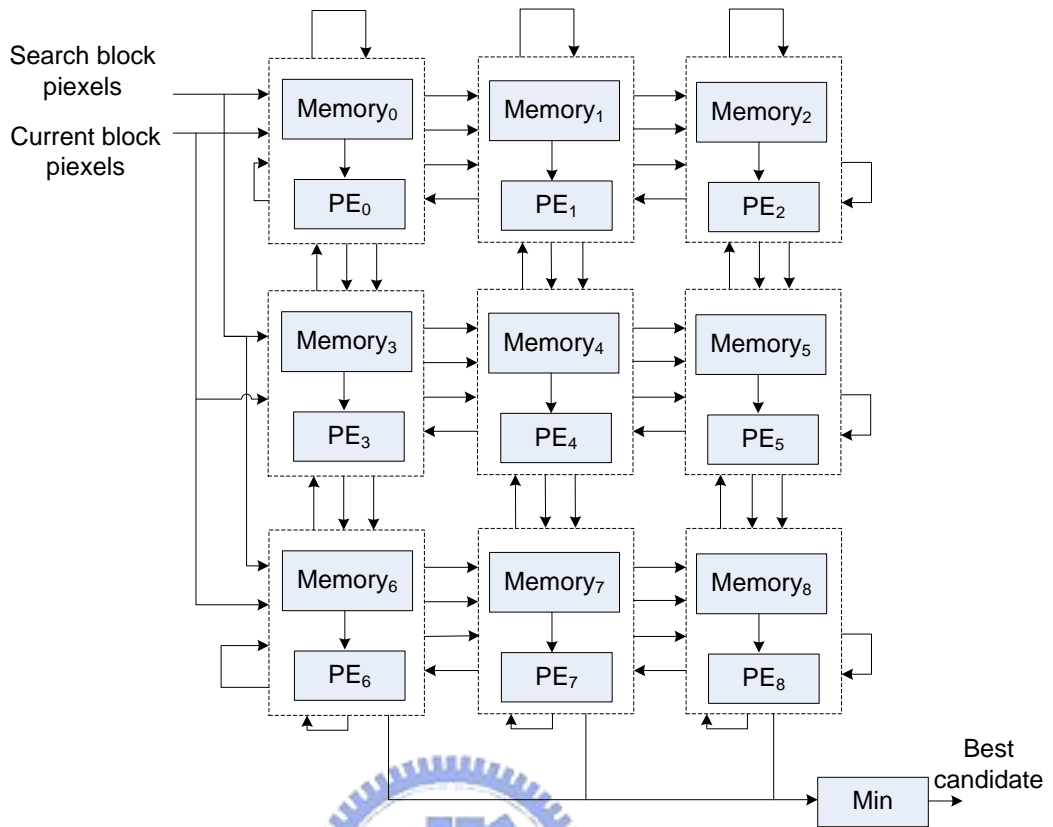 Search block
piexels
Current block
piexels
Memory0
PE0
Memory1
PE1
Memory2
PE2
Memory3
PE3
Memory4
PE4
Memory5
PE5
Memory6
PE6
Memory7
PE7
Memory8
PE8
Best
candidate
Min